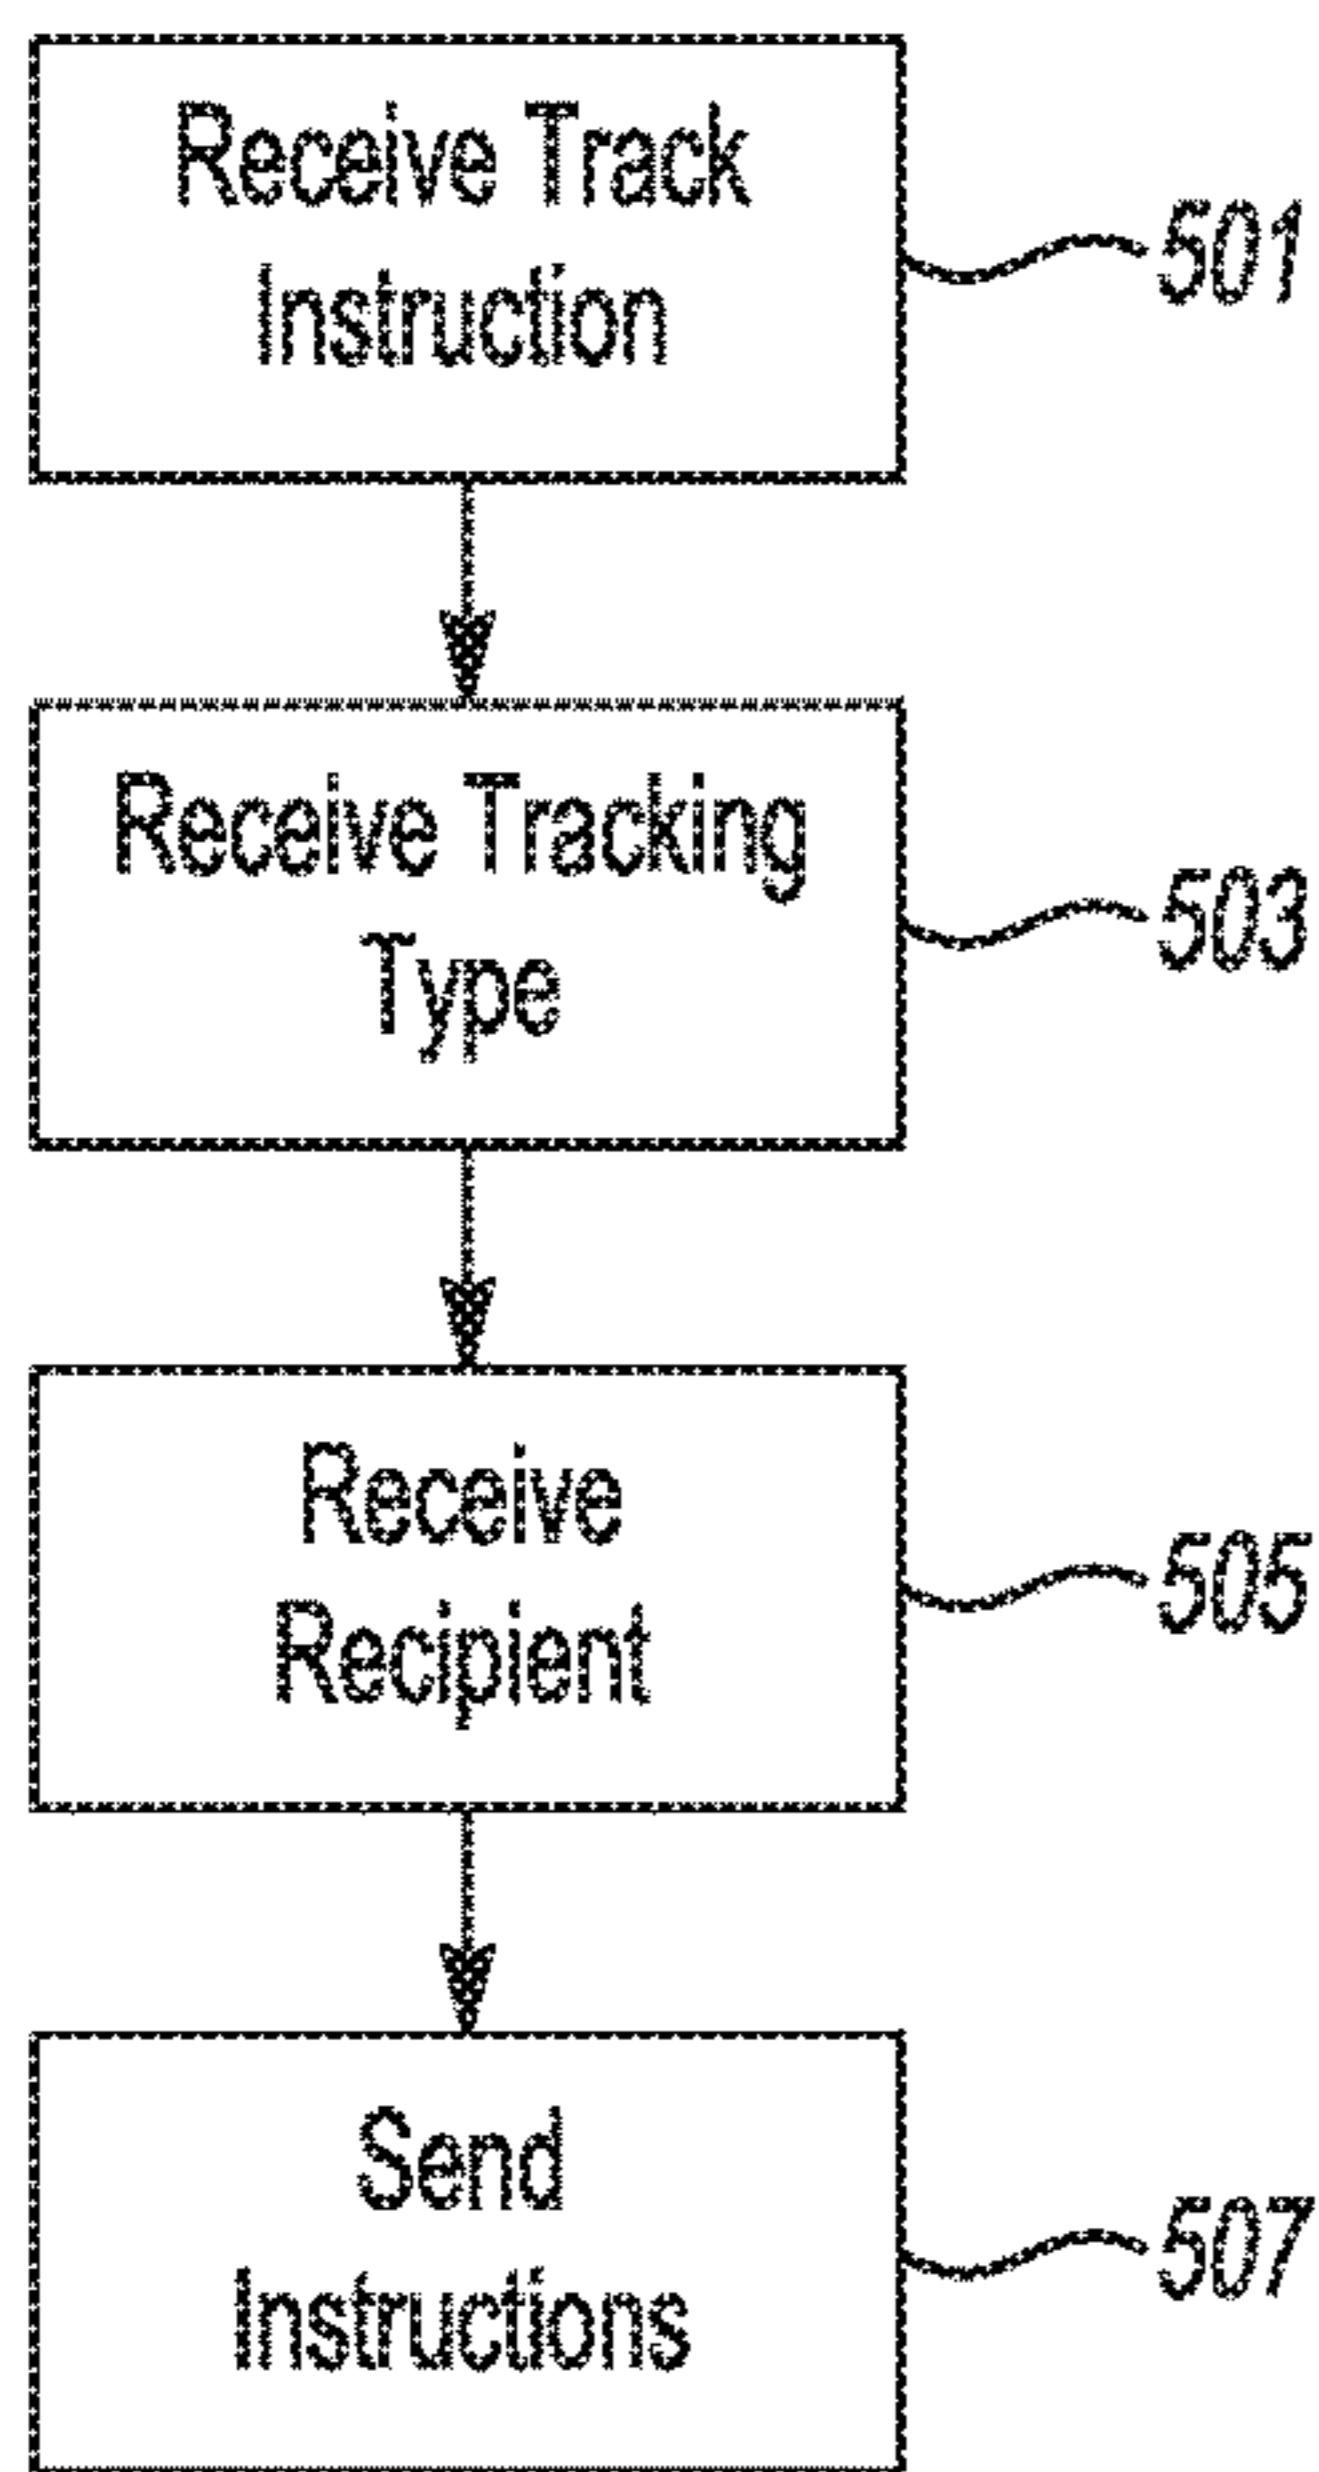 Receive Track
Instruction
501
Receive Tracking
Type
503
Receive
Recipient
505
Send
Instructions
507